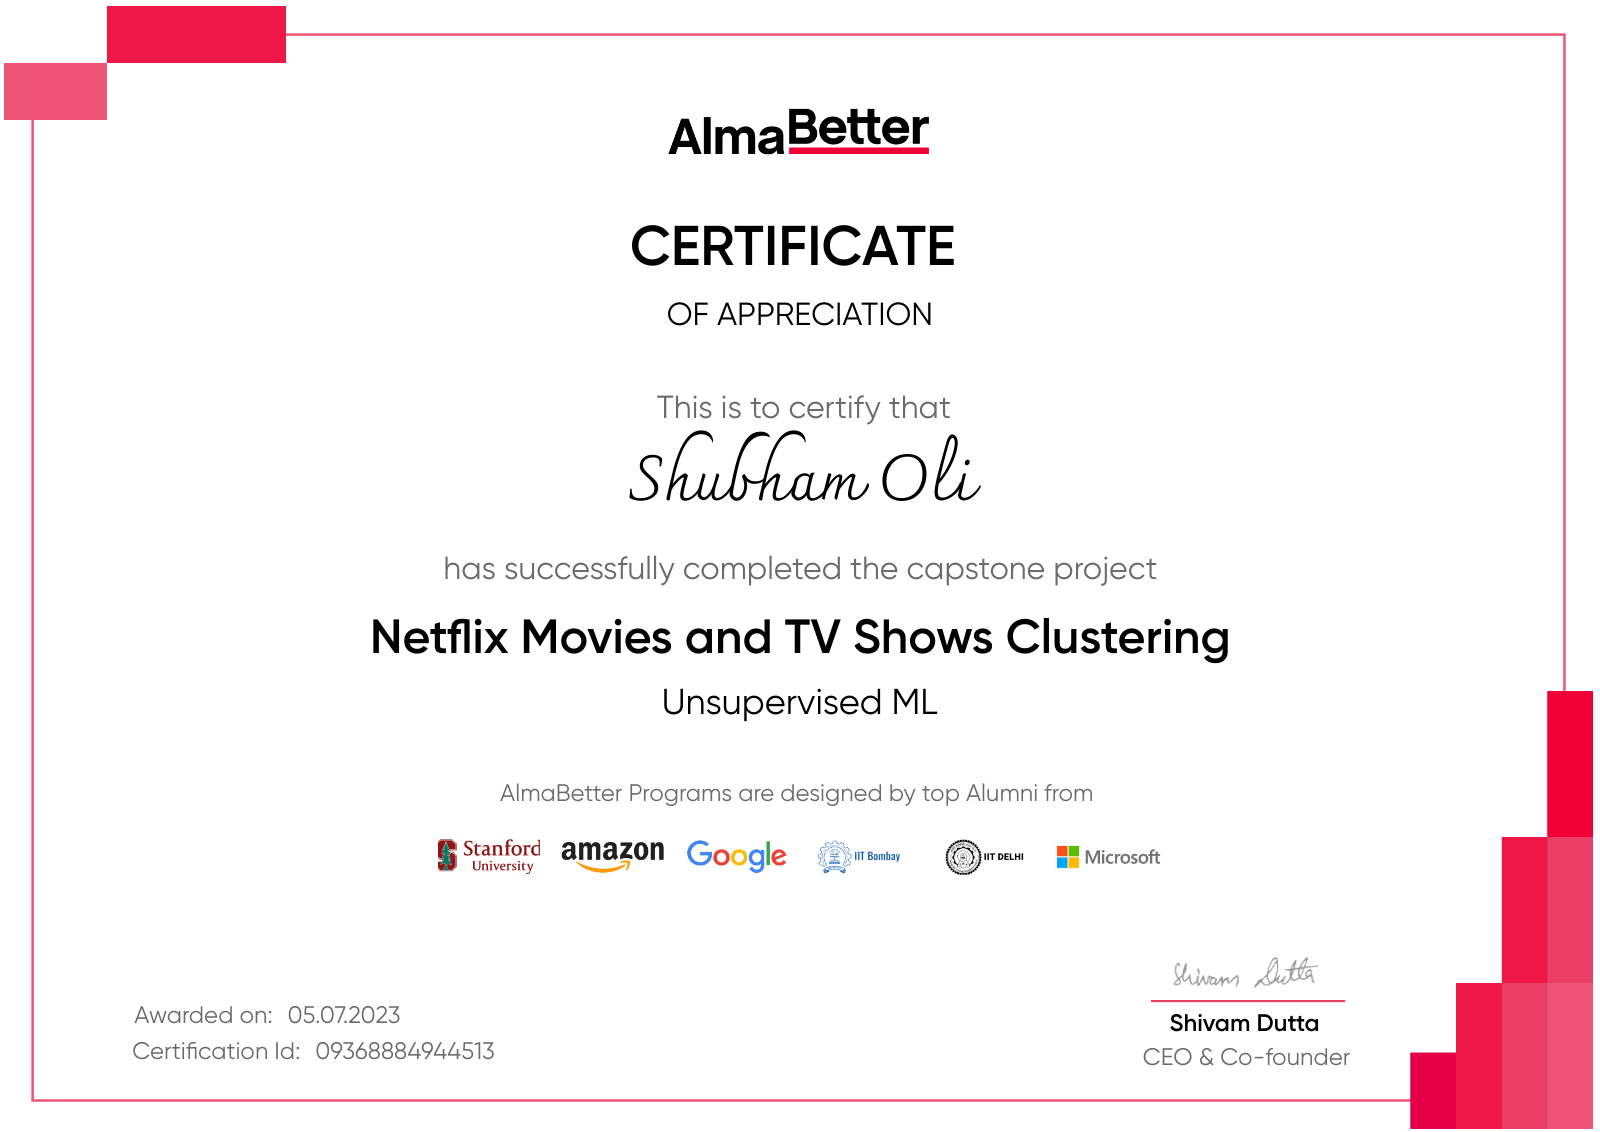 AlmaBetter
CERTIFICATE
OF APPRECIATION
This is to certify that
Shubham Oli
has successfully completed the capstone project
Netflix Movies and TV Shows Clustering
Unsupervised ML
AlmaBetter Programs are designed by top Alumni from
Stanford University
amazon
Google
IIT Bombay
IIT DELHI
Microsoft
Shivam Dutta
Awarded on: 05.07.2023
Certification Id: 09368884944513
Shivam Dutta
CEO & Co-founder